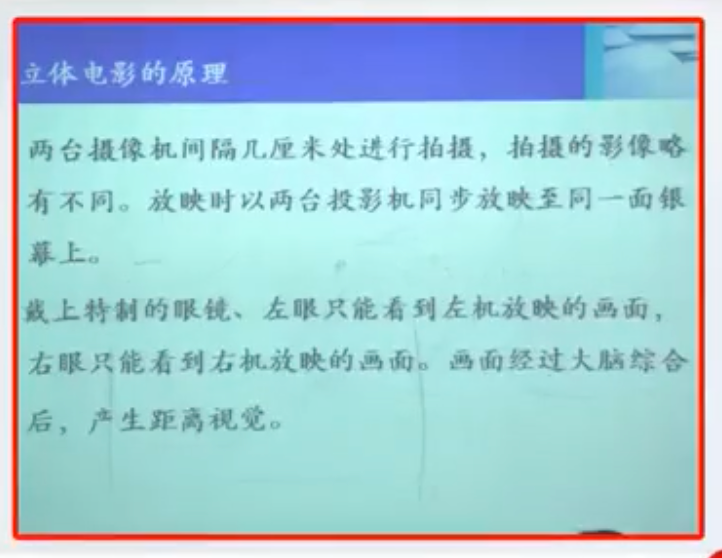 立体电影的原理
两台摄像机间隔几厘米处进行拍摄，拍摄的影像略
有不同。放映时以两台投影机同步放映至同一面银
幕上。
戴上特制的眼镜、左眼只能看到左机放映的画面，
右眼只能看到右机放映的画面。画面经过大脑综合
后，产生距离视觉。